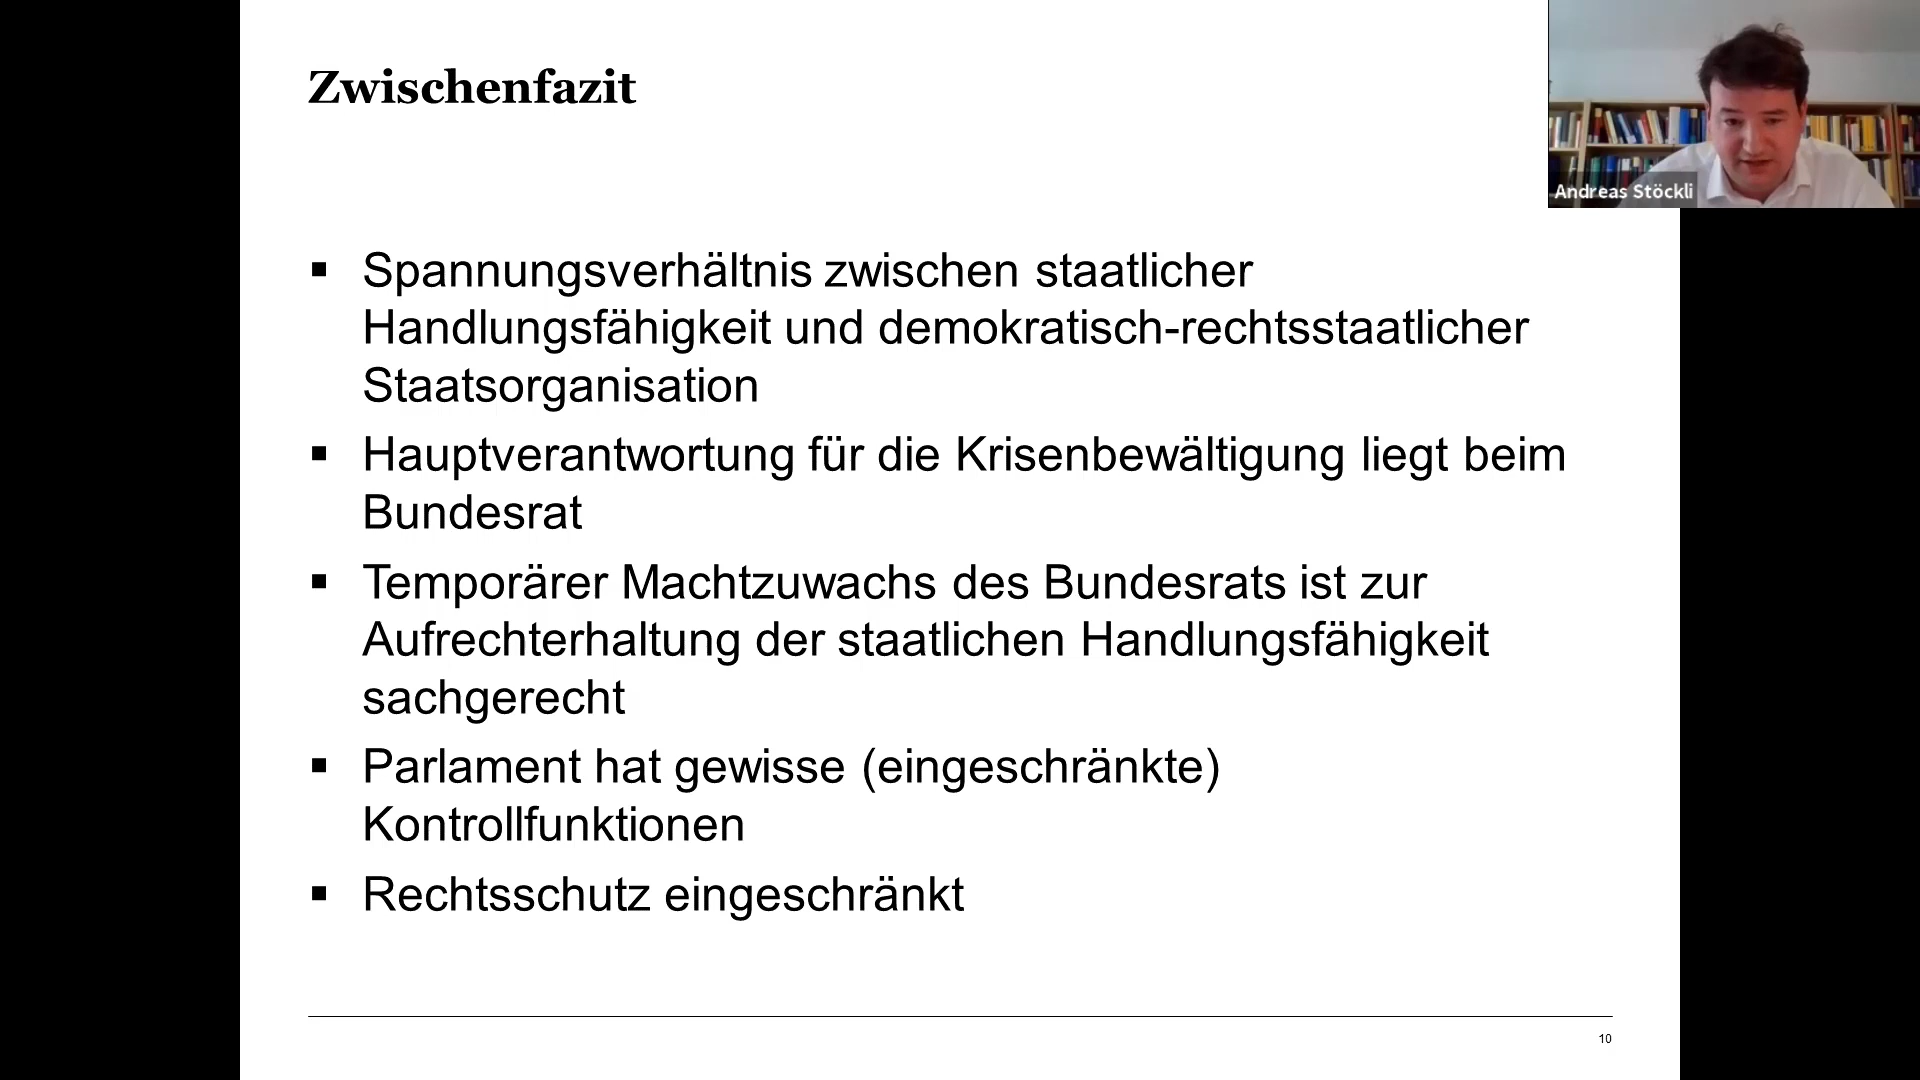 Zwischenfazit
Andreas Stöckli
▪ Spannungsverhältnis zwischen staatlicher
Handlungsfähigkeit und demokratisch-rechtsstaatlicher
Staatsorganisation
▪ Hauptverantwortung für die Krisenbewältigung liegt beim
Bundesrat
▪ Temporärer Machtzuwachs des Bundesrats ist zur
Aufrechterhaltung der staatlichen Handlungsfähigkeit
sachgerecht
▪ Parlament hat gewisse (eingeschränkte)
Kontrollfunktionen
▪ Rechtsschutz eingeschränkt
10